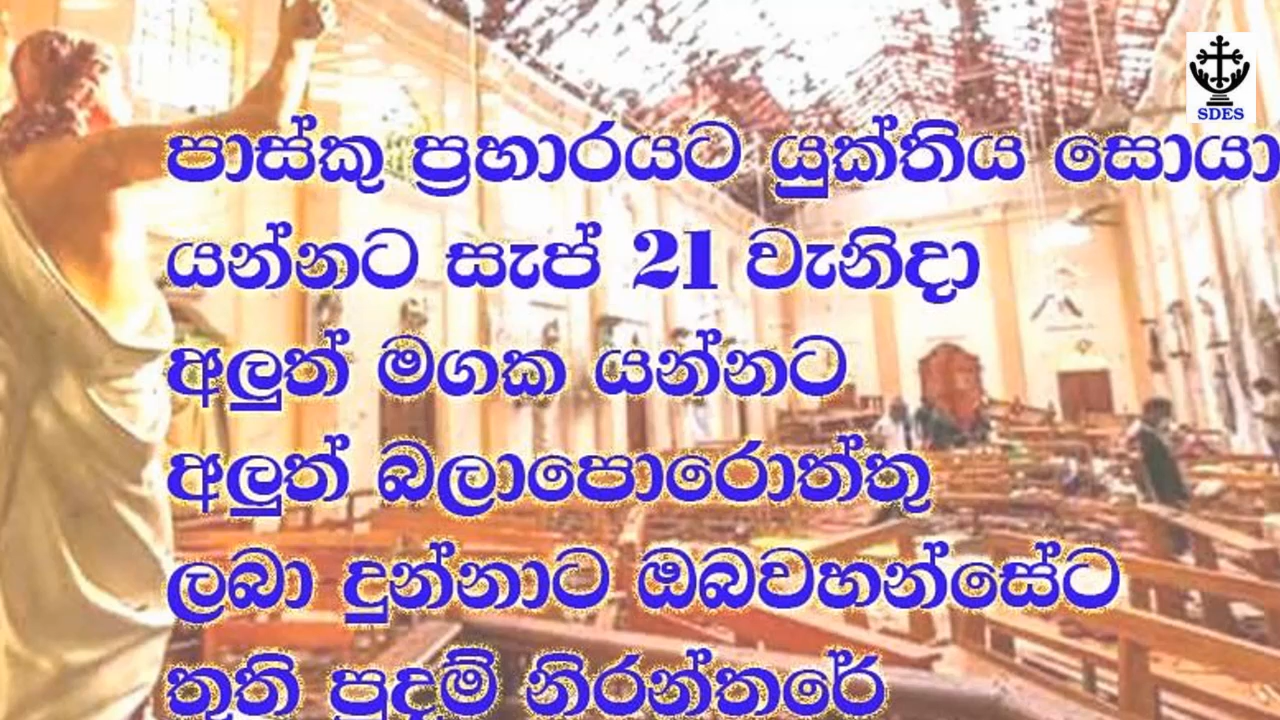 SDES
පාස්කු ප්‍රහාරයට යුක්තිය සොයා
යන්නට සැප් 21 වැනිදා
අලුත් මගක යන්නට
අලුත් බලාපොරොත්තු
ලබා දුන්නාට ඔබවහන්සේට
තුති පුදම් නිරන්තරේ